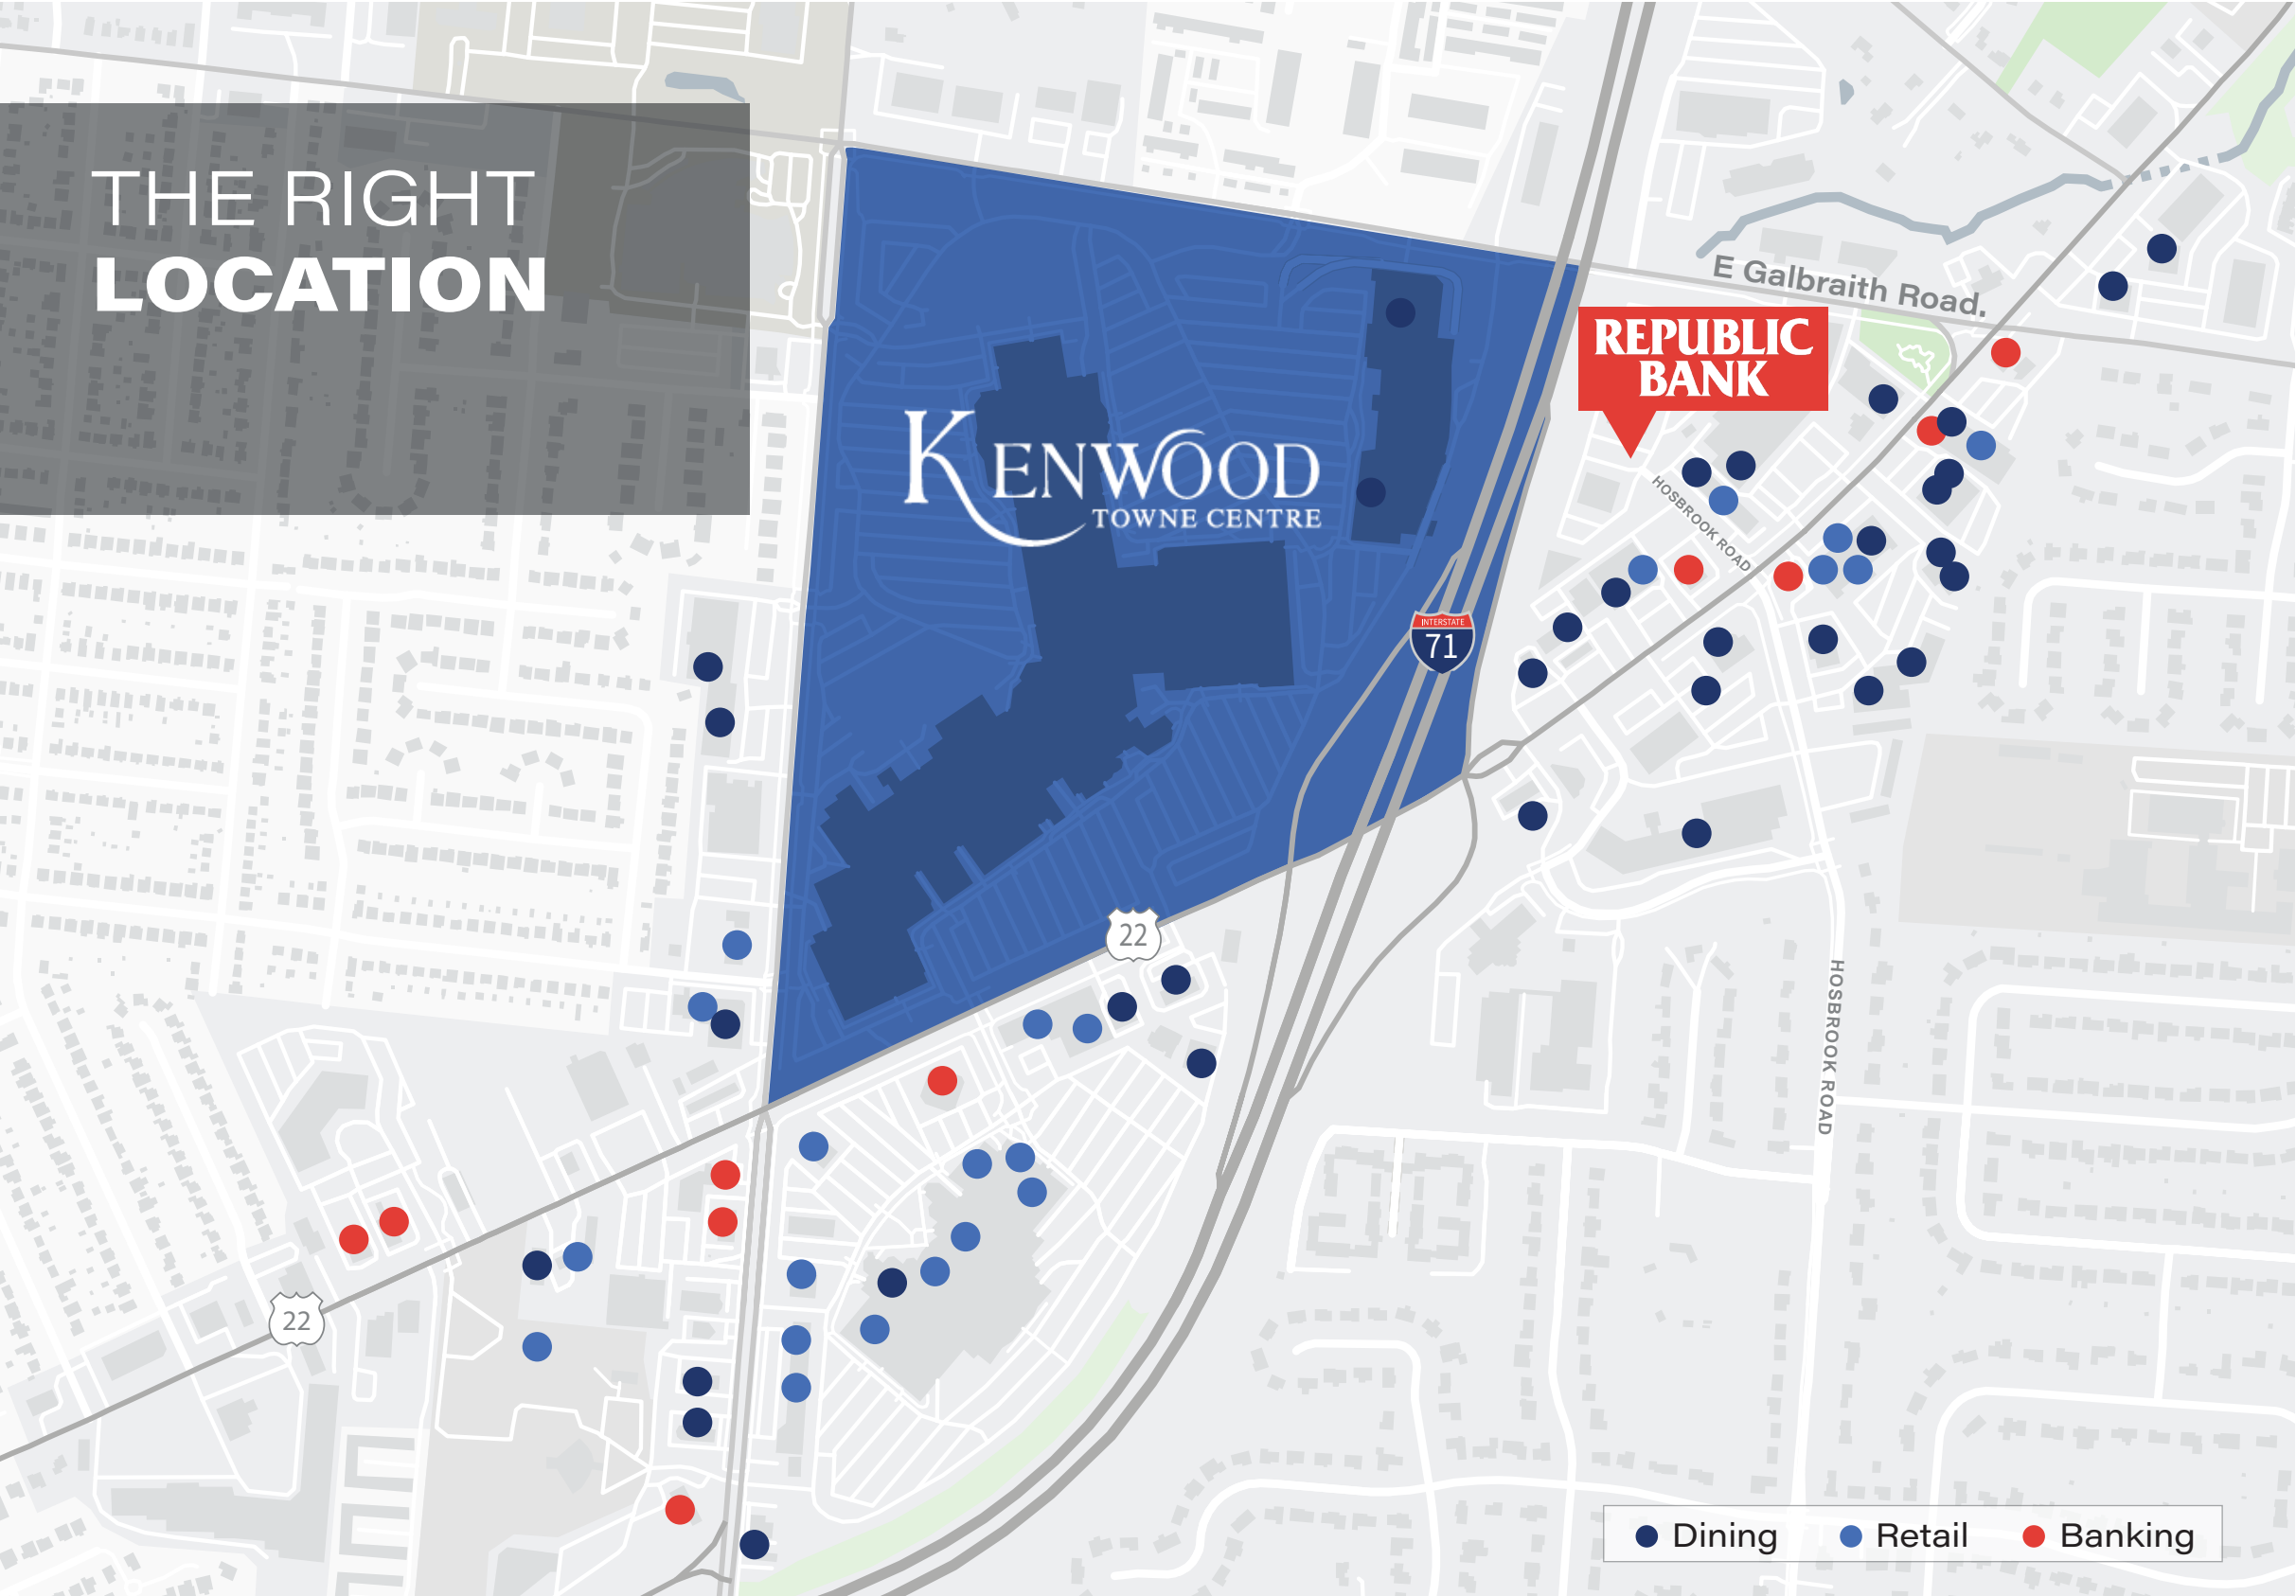 THE RIGHT
LOCATION
E Galbraith Road.
REPUBLIC
BANK
KENWOOD
TOWNE CENTRE
HOSBROOK ROAD
INTERSTATE
71
22
HOSBROOK ROAD
22
Dining
Retail
Banking